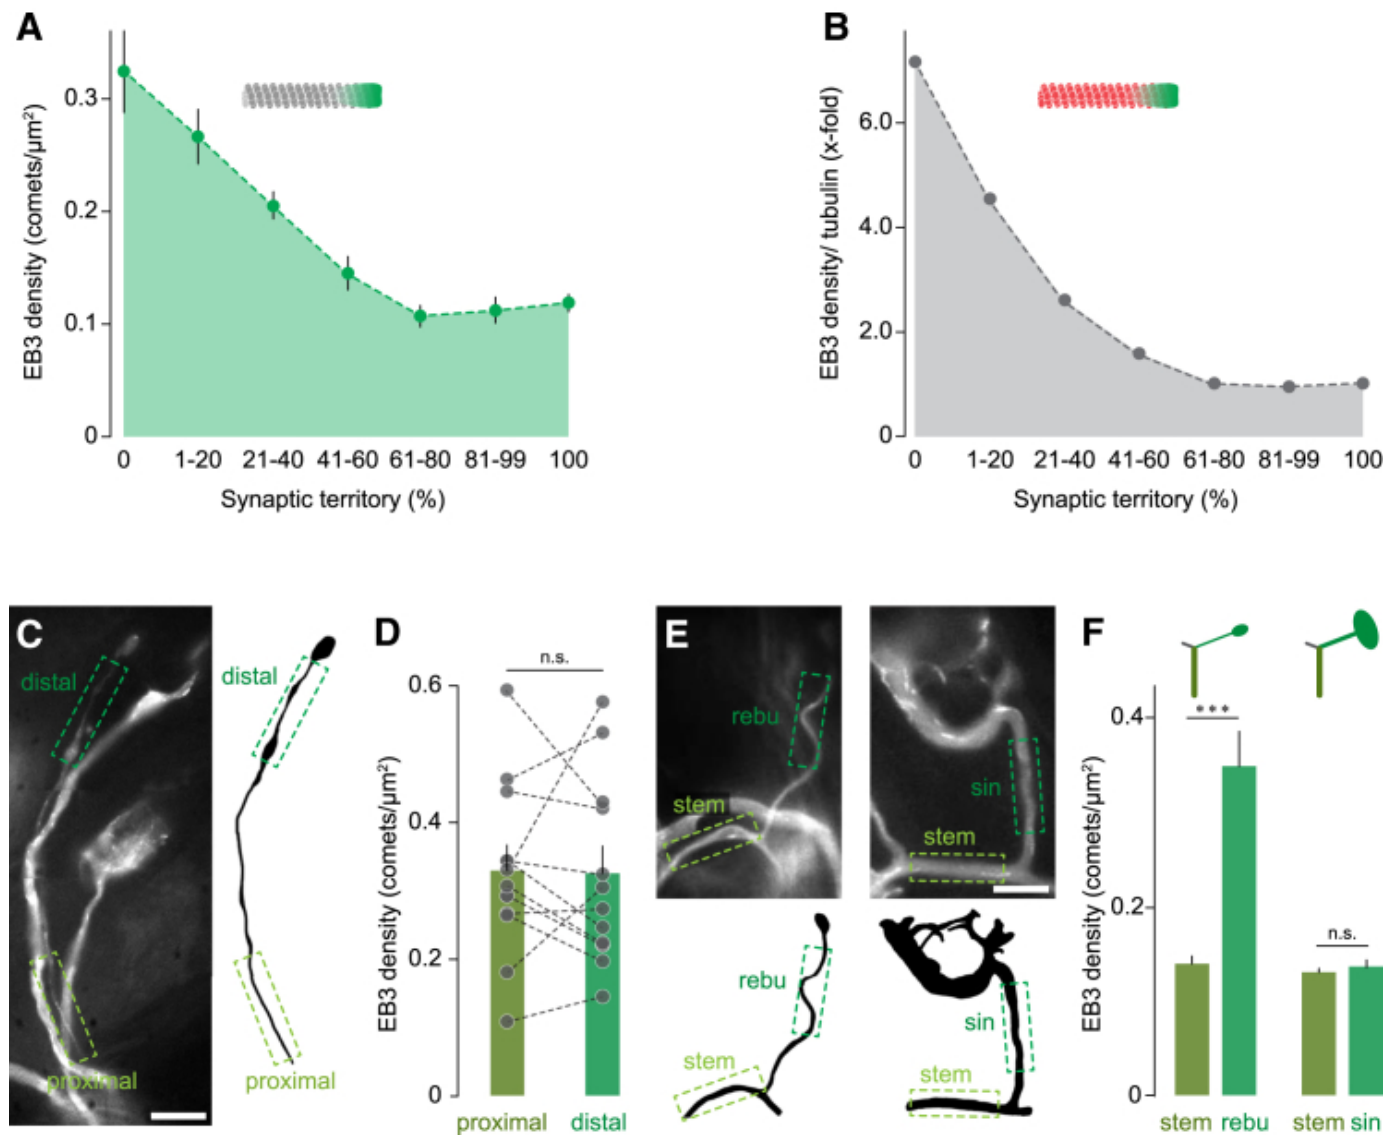 A
EB3 density (comets/µm²)
0.3
0.2
0.1
0
0 1-20 21-40 41-60 61-80 81-99 100
Synaptic territory (%)
B
EB3 density/ tubulin (x-fold)
6.0
4.0
2.0
0
0 1-20 21-40 41-60 61-80 81-99 100
Synaptic territory (%)
C
distal
proximal
distal
proximal
D
n.s.
EB3 density (comets/µm²)
0.6
0.4
0.2
0
proximal distal
E
rebu
stem
sin
stem
rebu
stem
sin
stem
F
EB3 density (comets/µm²)
0.4
0.2
0
***
n.s.
stem rebu stem sin